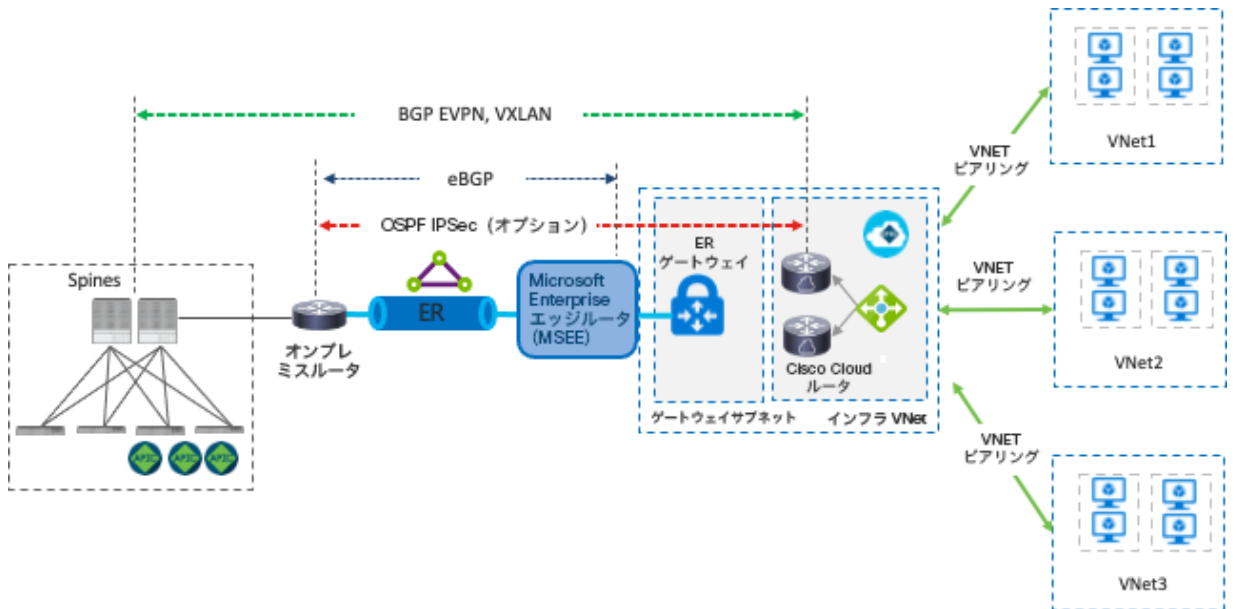 BGP EVPN, VXLAN
eBGP
OSPF IPSec（オプション）
Spines
APIC
APIC
APIC
オンプレ
ミスルータ
ER
Microsoft
Enterprise
エッジルータ
(MSEE)
ER
ゲートウェイ
Cisco Cloud
ルータ
ゲートウェイサブネット
インフラ VNet
VNET
ピアリング
VNet1
VNET
ピアリング
VNet2
VNET
ピアリング
VNet3